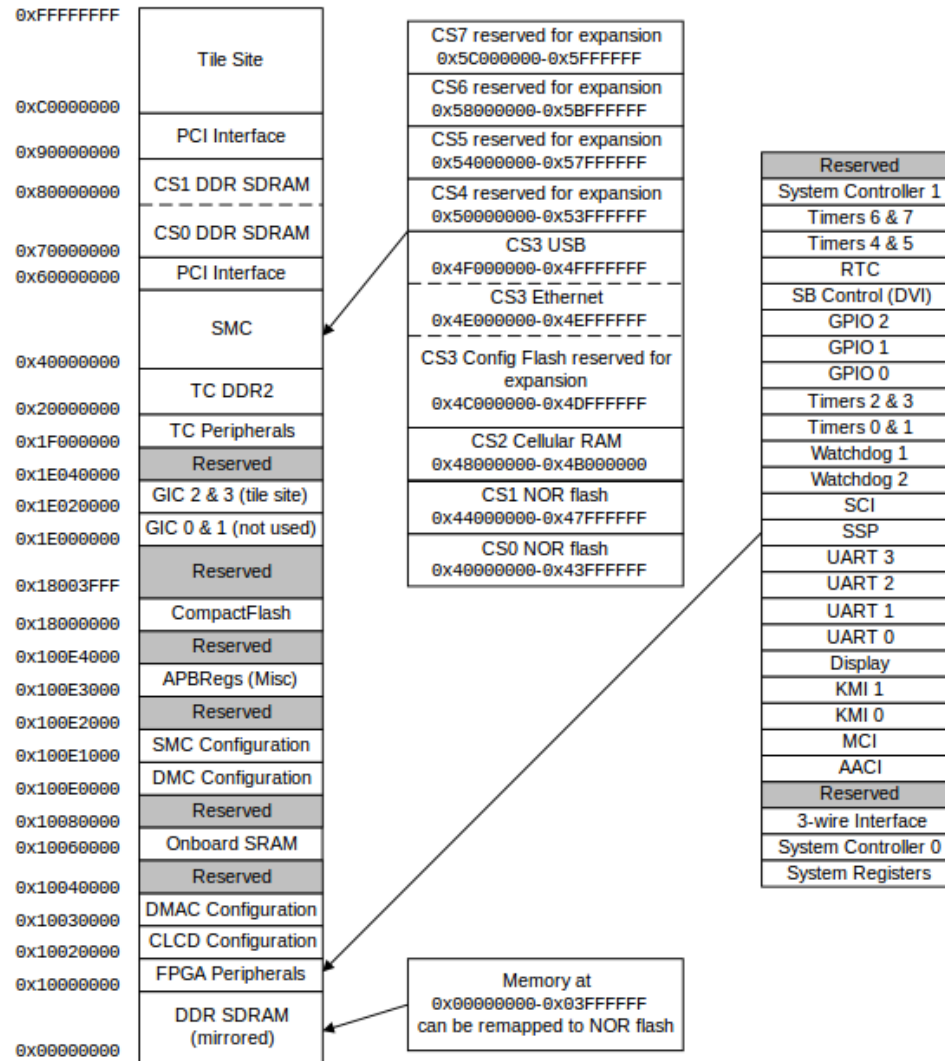 0xFFFFFFFF
Tile Site
0xC0000000
PCI Interface
0x90000000
CS1 DDR SDRAM
0x80000000
CS0 DDR SDRAM
0x70000000
PCI Interface
0x60000000
SMC
0x40000000
TC DDR2
0x20000000
TC Peripherals
0x1F000000
Reserved
0x1E040000
GIC 2 & 3 (tile site)
0x1E020000
GIC 0 & 1 (not used)
0x1E000000
Reserved
0x18003FFF
CompactFlash
0x18000000
Reserved
0x100E4000
APBRegs (Misc)
0x100E3000
Reserved
0x100E2000
SMC Configuration
0x100E1000
DMC Configuration
0x100E0000
Reserved
0x10080000
Onboard SRAM
0x10060000
Reserved
0x10040000
DMAC Configuration
0x10030000
CLCD Configuration
0x10020000
FPGA Peripherals
0x10000000
DDR SDRAM
(mirrored)
0x00000000
CS7 reserved for expansion
0x5C000000-0x5FFFFFF
CS6 reserved for expansion
0x58000000-0x5BFFFFFF
CS5 reserved for expansion
0x54000000-0x57FFFFFF
CS4 reserved for expansion
0x50000000-0x53FFFFFF
CS3 USB
0x4F000000-0x4FFFFFFF
CS3 Ethernet
0x4E000000-0x4EFFFFFF
CS3 Config Flash reserved for
expansion
0x4C000000-0x4DFFFFFF
CS2 Cellular RAM
0x48000000-0x4B000000
CS1 NOR flash
0x44000000-0x47FFFFFF
CS0 NOR flash
0x40000000-0x43FFFFFF
Memory at
0x00000000-0x03FFFFFF
can be remapped to NOR flash
Reserved
System Controller 1
Timers 6 & 7
Timers 4 & 5
RTC
SB Control (DVI)
GPIO 2
GPIO 1
GPIO 0
Timers 2 & 3
Timers 0 & 1
Watchdog 1
Watchdog 2
SCI
SSP
UART 3
UART 2
UART 1
UART 0
Display
KMI 1
KMI 0
MCI
AACI
Reserved
3-wire Interface
System Controller 0
System Registers